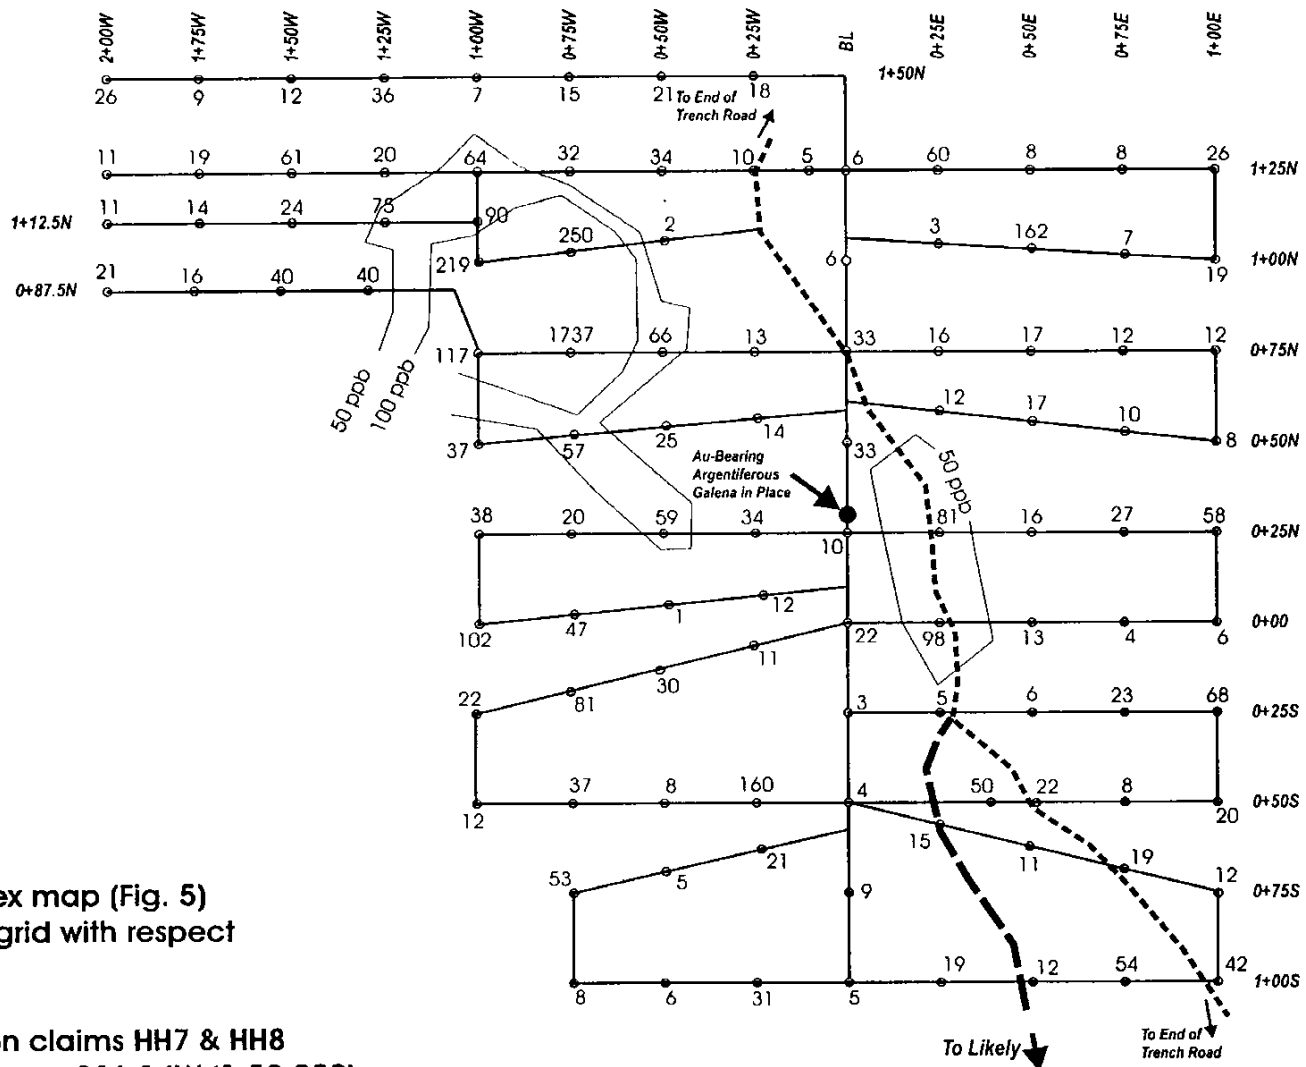 2+00W 1+75W 1+50W 1+25W 1+00W 0+75W 0+50W 0+25W BL 0+25E 0+50E 0+75E 1+00E
1+50N
26 9 12 36 7 15 21 18
To End of
Trench Road
11 19 61 20 64 32 34 10 5 6 60 8 8 26 1+25N
1+12.5N 11 14 24 75 90
219 250 2 6 3 162 7 19 1+00N
0+87.5N 21 16 40 40
117 1737 66 13 33 16 17 12 12 0+75N
50 ppb
100 ppb
37 57 25 14 33 12 17 10 8 0+50N
Au-Bearing
Argentiferous
Galena in Place
50 ppb
38 20 59 34 10 81 16 27 58 0+25N
102 47 1 12 22 98 13 4 6 0+00
22 81 30 11 3 5 6 23 68 0+25S
12 37 8 160 4 50 22 8 20 0+50S
53 5 21 9 15 11 19 12 0+75S
8 6 31 5 19 12 54 42 1+00S
ex map (Fig. 5)
grid with respect
on claims HH7 & HH8
To Likely
To End of
Trench Road